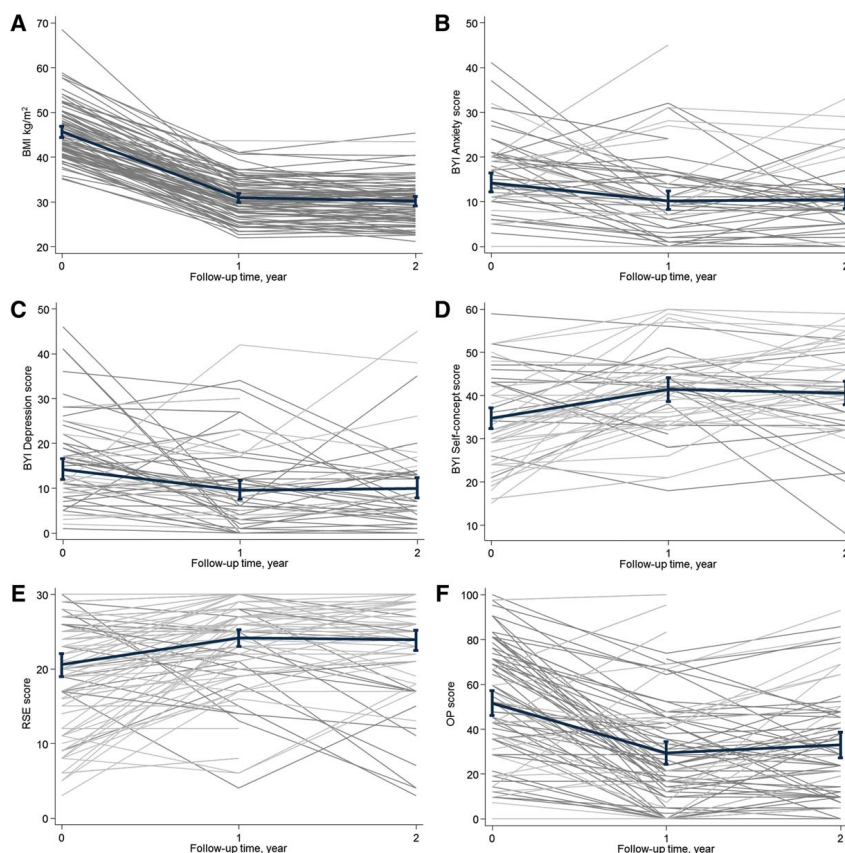 A
BMI kg/m²
70
60
50
40
30
20
0
1
2
Follow-up time, year
B
BYI Anxiety score
50
40
30
20
10
0
0
1
2
Follow-up time, year
C
BYI Depression score
50
40
30
20
10
0
0
1
2
Follow-up time, year
D
BYI Self-concept score
60
50
40
30
20
10
0
1
2
Follow-up time, year
E
RSE score
30
20
10
0
0
1
2
Follow-up time, year
F
OP score
100
80
60
40
20
0
0
1
2
Follow-up time, year